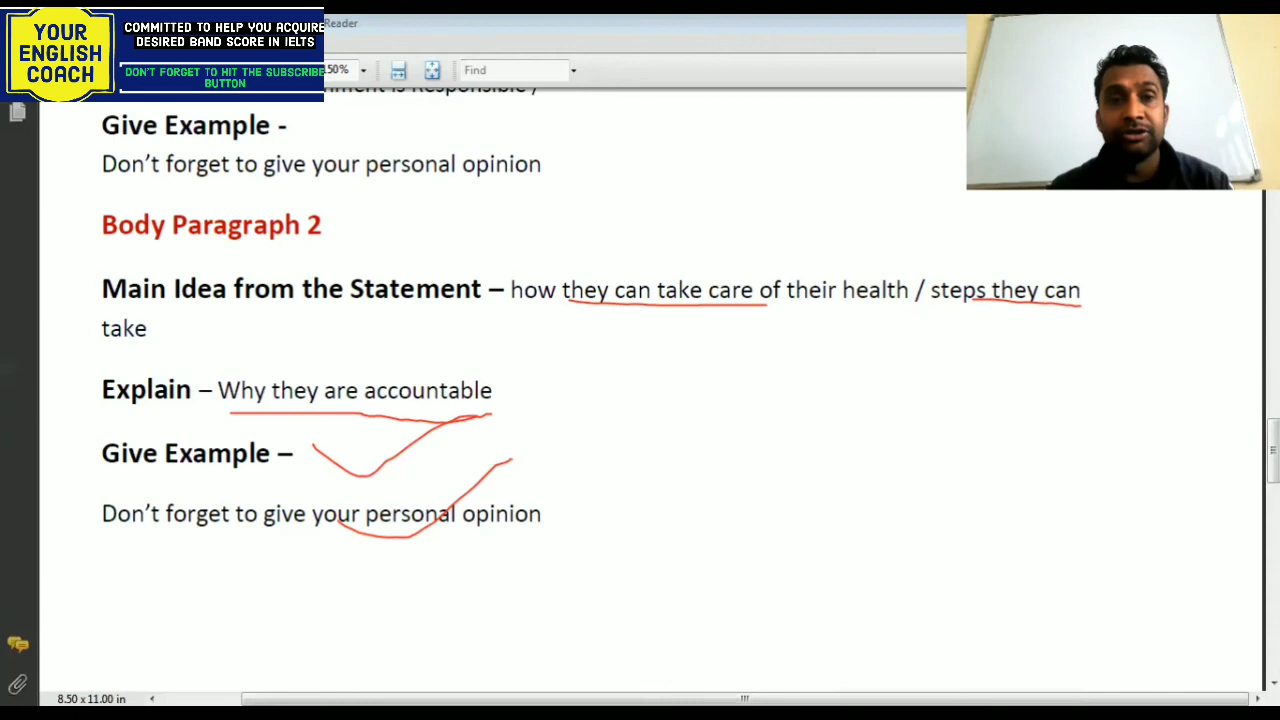 YOUR
ENGLISH
COACH
COMMITTED TO HELP YOU ACQUIRE
DESIRED BAND SCORE IN IELTS
DON'T FORGET TO HIT THE SUBSCRIBE
BUTTON
Reader
50%
Find
is Responsible /
Give Example -
Don't forget to give your personal opinion
Body Paragraph 2
Main Idea from the Statement – how they can take care of their health / steps they can
take
Explain – Why they are accountable
Give Example –
Don't forget to give your personal opinion
8.50 x 11.00 in